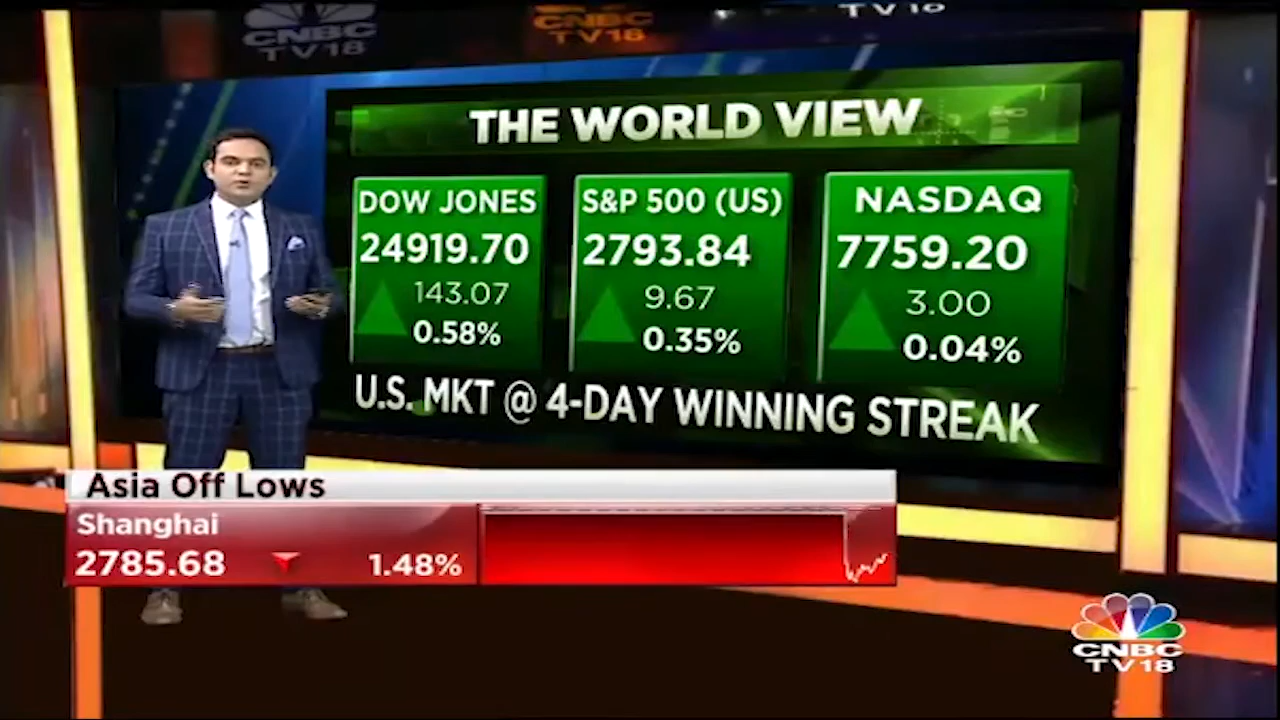 CNBC
TV18
CNBC
TV18
TV18
THE WORLD VIEW
DOW JONES
24919.70
143.07
0.58%
S&P 500 (US)
2793.84
9.67
0.35%
NASDAQ
7759.20
3.00
0.04%
U.S. MKT @ 4-DAY WINNING STREAK
Asia Off Lows
Shanghai
2785.68 1.48%
CNBC
TV18